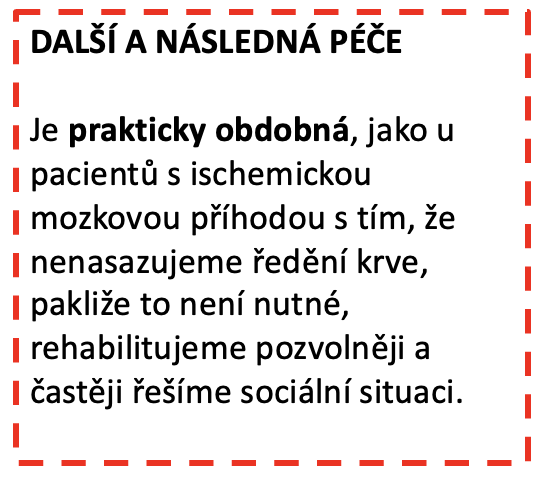 DALŠÍ A NÁSLEDNÁ PÉČE
Je prakticky obdobná, jako u
pacientů s ischemickou
mozkovou příhodou s tím, že
nenasazujeme ředění krve,
pakliže to není nutné,
rehabilitujeme pozvolněji a
častěji řešíme sociální situaci.